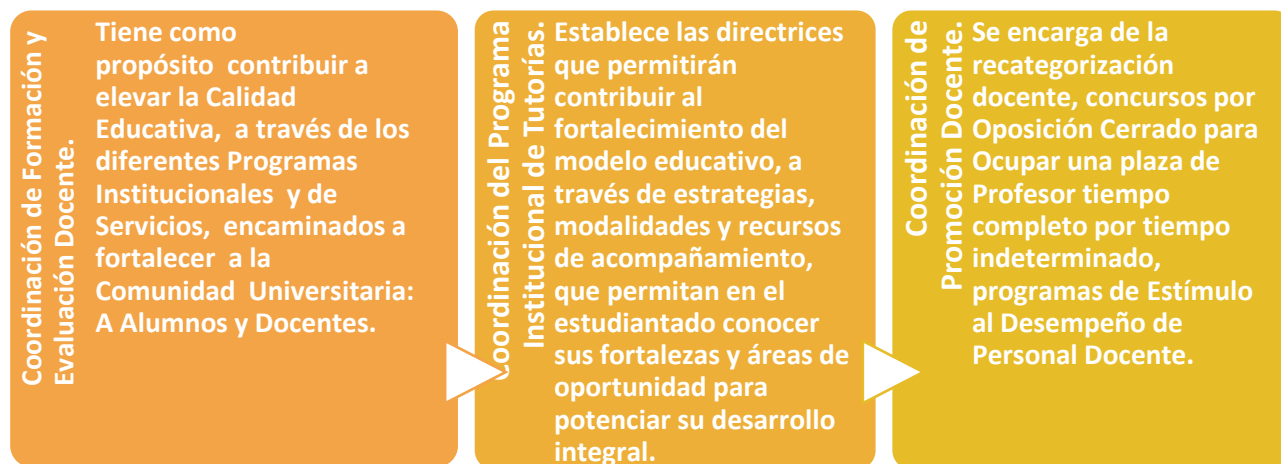 Coordinación de Formación y
Evaluación Docente.
Tiene como
propósito contribuir a
elevar la Calidad
Educativa, a través de los
diferentes Programas
Institucionales y de
Servicios, encaminados a
fortalecer a la
Comunidad Universitaria:
A Alumnos y Docentes.
Coordinación del Programa
Institucional de Tutorías.
Establece las directrices
que permitirán
contribuir al
fortalecimiento del
modelo educativo, a
través de estrategias,
modalidades y recursos
de acompañamiento,
que permitan en el
estudiantado conocer
sus fortalezas y áreas de
oportunidad para
potenciar su desarrollo
integral.
Coordinación de
Promoción Docente.
Se encarga de la
recategorización
docente, concursos por
Oposición Cerrado para
Ocupar una plaza de
Profesor tiempo
completo por tiempo
indeterminado,
programas de Estímulo
al Desempeño de
Personal Docente.